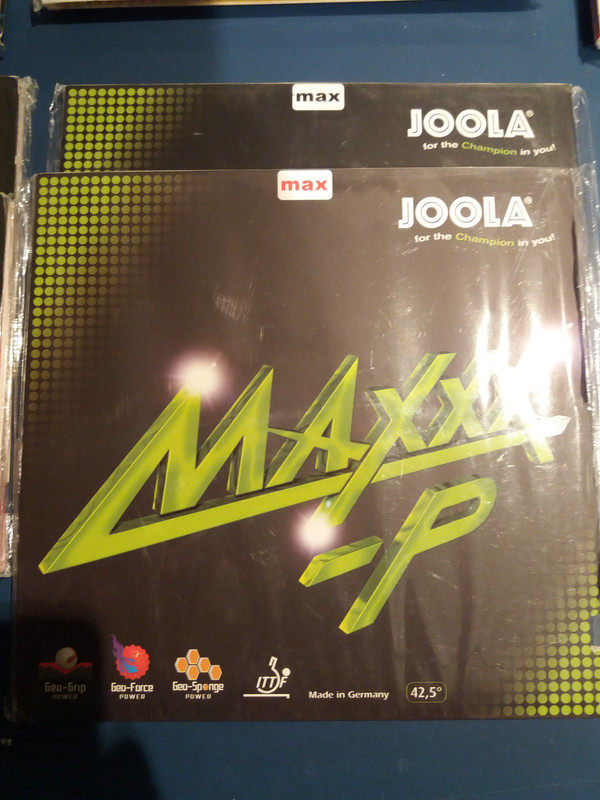 max
JOOLA®
for the Champion in you!
max
JOOLA®
for the Champion in you!
MAXXX
-P
Geo-Grip
POWER
Geo-Force
POWER
Geo-Sponge
POWER
ITTF
Made in Germany
42,5°